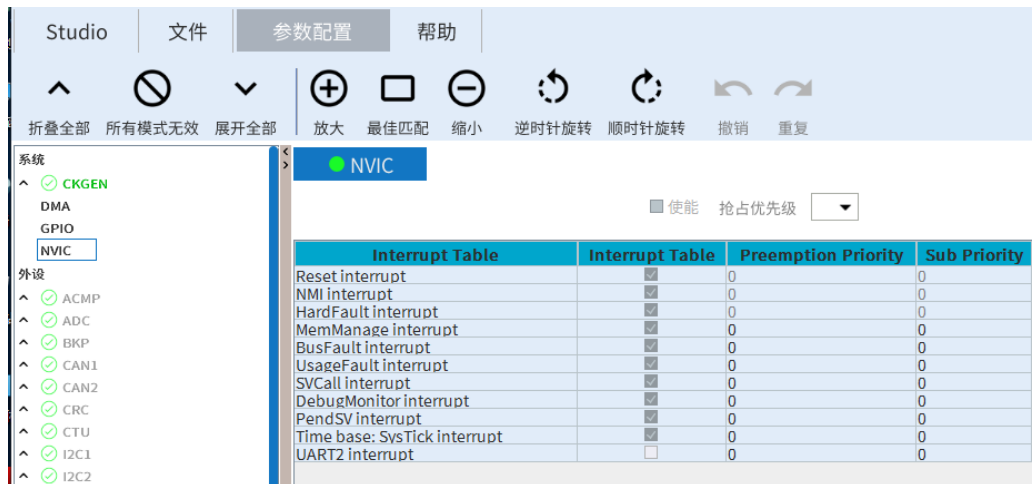 Studio 文件 参数配置 帮助
折叠全部 所有模式无效 展开全部 放大 最佳匹配 缩小 逆时针旋转 顺时针旋转 撤销 重复
系统
CKGEN
DMA
GPIO
NVIC
外设
ACMP
ADC
BKP
CAN1
CAN2
CRC
CTU
I2C1
I2C2
NVIC
使能 抢占优先级
Interrupt Table Interrupt Table Preemption Priority Sub Priority
Reset interrupt 0 0
NMI interrupt 0 0
HardFault interrupt 0 0
MemManage interrupt 0 0
BusFault interrupt 0 0
UsageFault interrupt 0 0
SVCall interrupt 0 0
DebugMonitor interrupt 0 0
PendSV interrupt 0 0
Time base: SysTick interrupt 0 0
UART2 interrupt 0 0